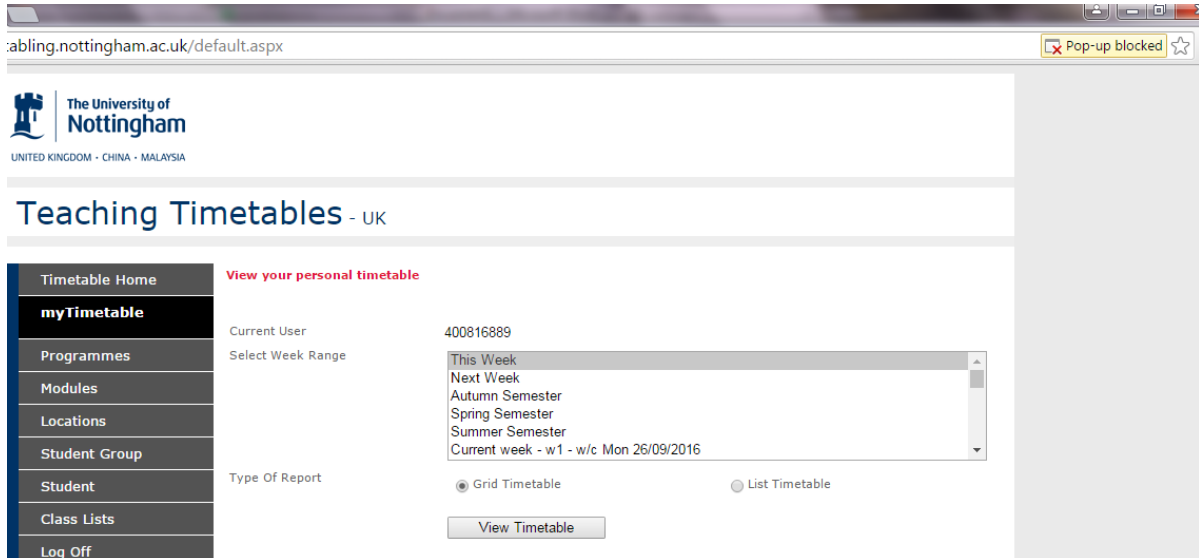 tabling.nottingham.ac.uk/default.aspx
Pop-up blocked
The University of
Nottingham
UNITED KINGDOM · CHINA · MALAYSIA
Teaching Timetables - UK
Timetable Home
myTimetable
Programmes
Modules
Locations
Student Group
Student
Class Lists
Log Off
View your personal timetable
Current User 400816889
Select Week Range
This Week
Next Week
Autumn Semester
Spring Semester
Summer Semester
Current week - w1 - w/c Mon 26/09/2016
Type Of Report
Grid Timetable
List Timetable
View Timetable